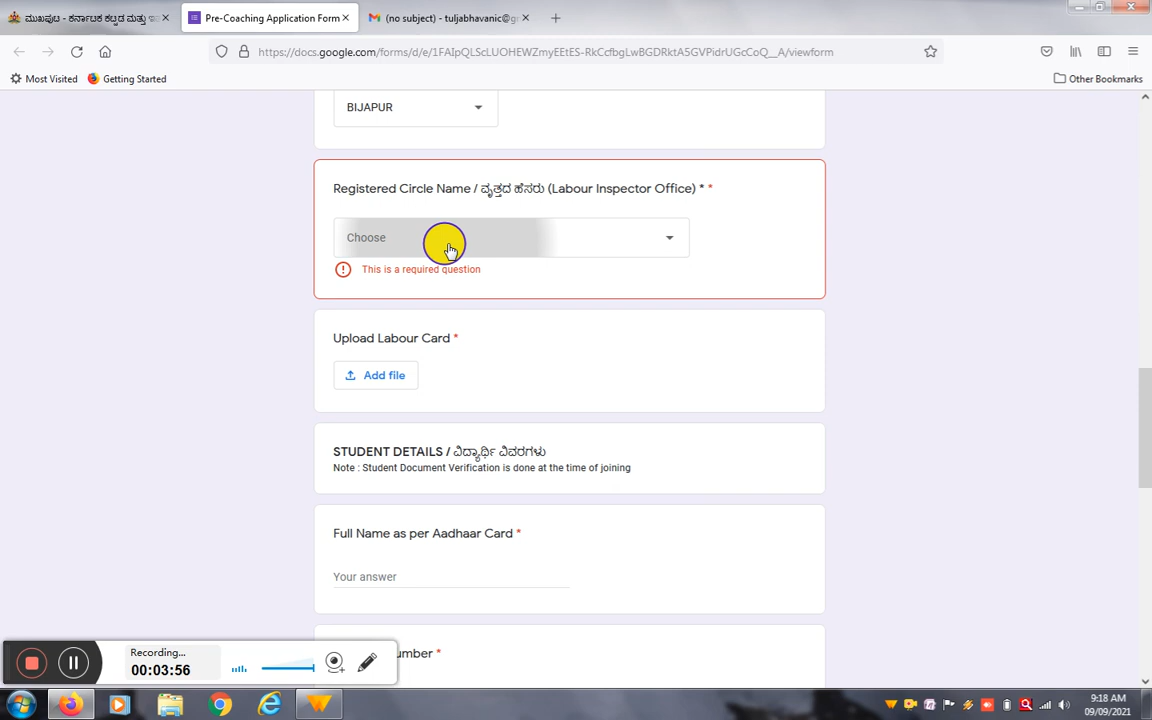 ಮುಖಪುಟ - ಕರ್ನಾಟಕ ಕಟ್ಟಡ ಮತ್ತು ಇತ
Pre-Coaching Application Form
(no subject) - tuljabhavanic@gm
https://docs.google.com/forms/d/e/1FAIpQLScLUOHEWZmyEEtES-RkCcfbgLwBGDRktA5GVPidrUGcCoQ__A/viewform
Most Visited
Getting Started
Other Bookmarks
BIJAPUR
Registered Circle Name / ವೃತ್ತದ ಹೆಸರು (Labour Inspector Office) * *
Choose
This is a required question
Upload Labour Card *
Add file
STUDENT DETAILS / ವಿದ್ಯಾರ್ಥಿ ವಿವರಗಳು
Note : Student Document Verification is done at the time of joining
Full Name as per Aadhaar Card *
Your answer
umber *
Recording...
00:03:56
9:18 AM
09/09/2021